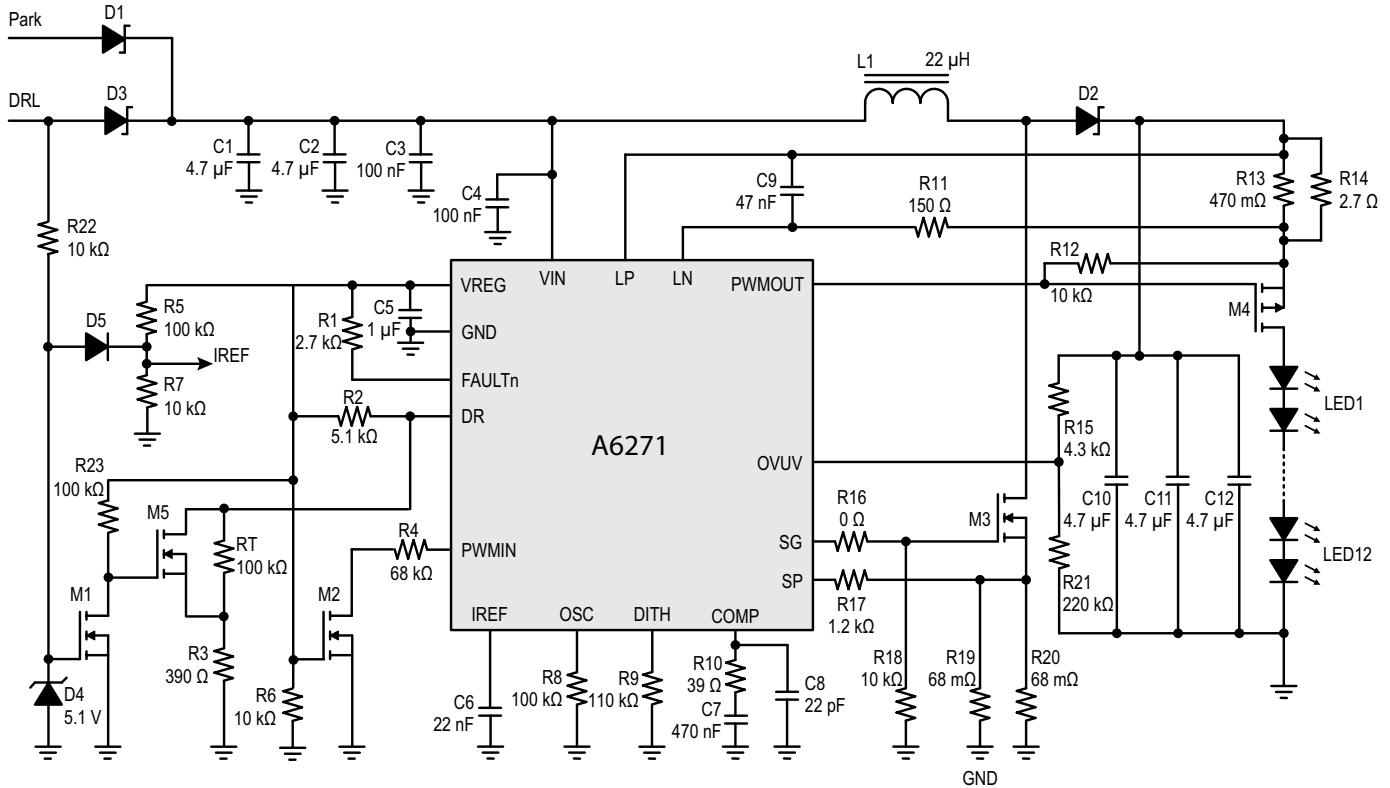 Park
D1
DRL
D3
L1
22 µH
D2
C1
4.7 µF
C2
4.7 µF
C3
100 nF
C4
100 nF
C9
47 nF
R11
150 Ω
R13
470 mΩ
R14
2.7 Ω
R22
10 kΩ
R12
10 kΩ
VREG
VIN
LP
LN
PWMOUT
M4
R5
100 kΩ
D5
R1
2.7 kΩ
C5
1 µF
GND
IREF
R7
10 kΩ
FAULTn
R2
5.1 kΩ
DR
A6271
LED1
R15
4.3 kΩ
OVUV
R23
100 kΩ
M5
RT
100 kΩ
R4
68 kΩ
PWMIN
R16
0 Ω
SG
M3
C10
4.7 µF
C11
4.7 µF
C12
4.7 µF
LED12
SP
R17
1.2 kΩ
R21
220 kΩ
M1
M2
IREF
OSC
DITH
COMP
D4
5.1 V
R3
390 Ω
R6
10 kΩ
C6
22 nF
R8
100 kΩ
R9
110 kΩ
R10
39 Ω
C7
470 nF
C8
22 pF
R18
10 kΩ
R19
68 mΩ
R20
68 mΩ
GND